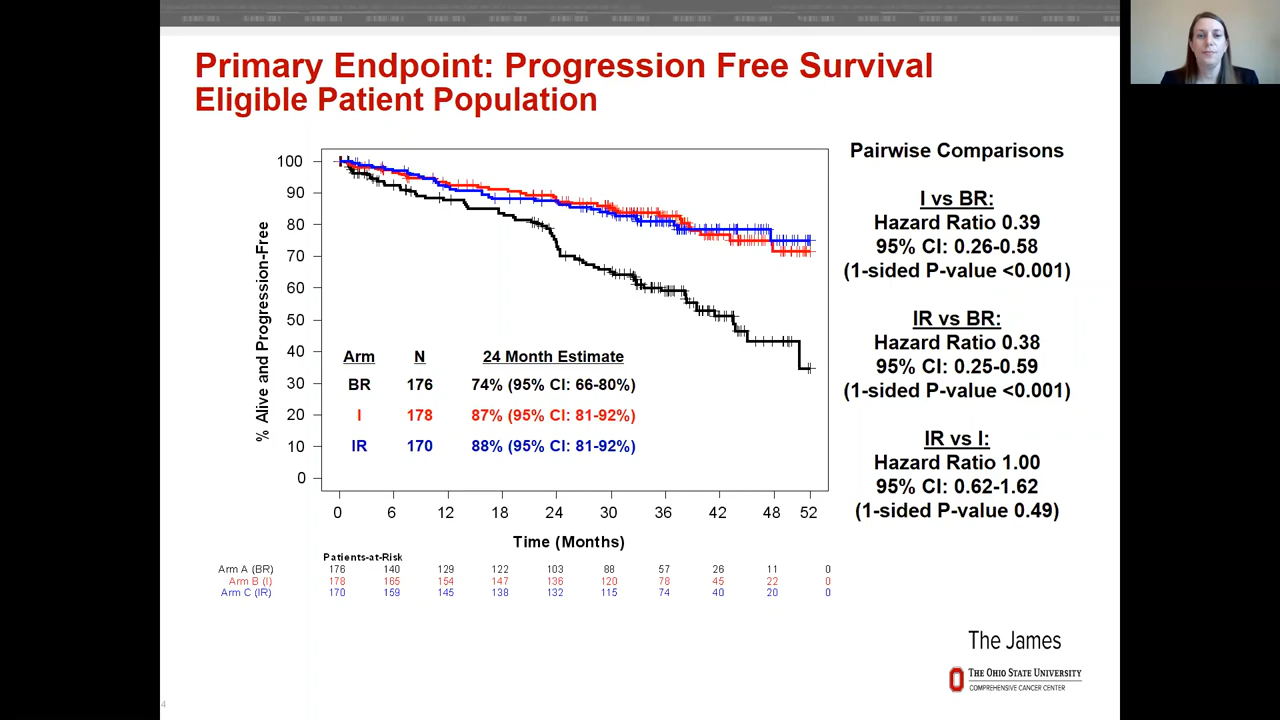 Primary Endpoint: Progression Free Survival
Eligible Patient Population
% Alive and Progression-Free
100
90
80
70
60
50
40
30
20
10
0
Arm N 24 Month Estimate
BR 176 74% (95% CI: 66-80%)
I 178 87% (95% CI: 81-92%)
IR 170 88% (95% CI: 81-92%)
0 6 12 18 24 30 36 42 48 52
Time (Months)
Patients-at-Risk
Arm A (BR) 176 140 129 122 103 88 57 26 11 0
Arm B (I) 178 165 154 147 136 120 78 45 22 0
Arm C (IR) 170 159 145 138 132 115 74 40 20 0
Pairwise Comparisons
I vs BR:
Hazard Ratio 0.39
95% CI: 0.26-0.58
(1-sided P-value <0.001)
IR vs BR:
Hazard Ratio 0.38
95% CI: 0.25-0.59
(1-sided P-value <0.001)
IR vs I:
Hazard Ratio 1.00
95% CI: 0.62-1.62
(1-sided P-value 0.49)
The James
THE OHIO STATE UNIVERSITY
COMPREHENSIVE CANCER CENTER
4